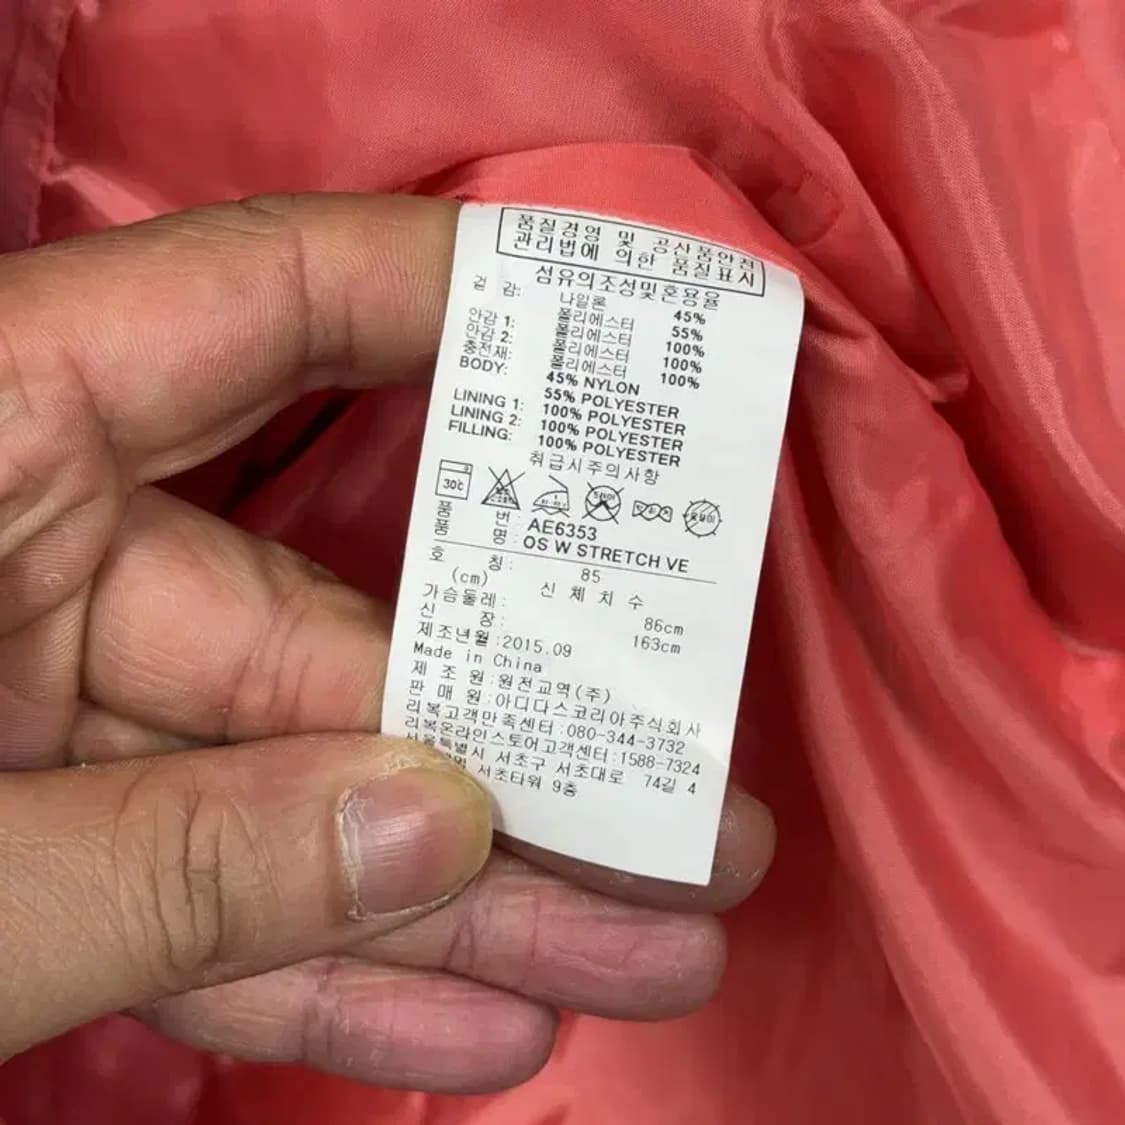 품질경영 및 공산품안전
관리법에 의한 품질표시
섬유의조성및혼용율
겉 감: 나일론 45%
폴리에스터 55%
안감 1: 폴리에스터 100%
안감 2: 폴리에스터 100%
충전재: 폴리에스터 100%
BODY: 45% NYLON
55% POLYESTER
LINING 1: 100% POLYESTER
LINING 2: 100% POLYESTER
FILLING: 100% POLYESTER
취급시주의사항
30℃
품 번: AE6353
품 명: OS W STRETCH VE
호 칭: 85
(cm) 신 체 치 수
가슴둘레: 86cm
신 장: 163cm
제조년월:2015.09
Made in China
제 조 원:원전교역(주)
판 매 원:아디다스코리아주식회사
리복고객만족센터:080-344-3732
리복온라인스토어고객센터:1588-7324
서울특별시 서초구 서초대로 74길 4
서초타워 9층